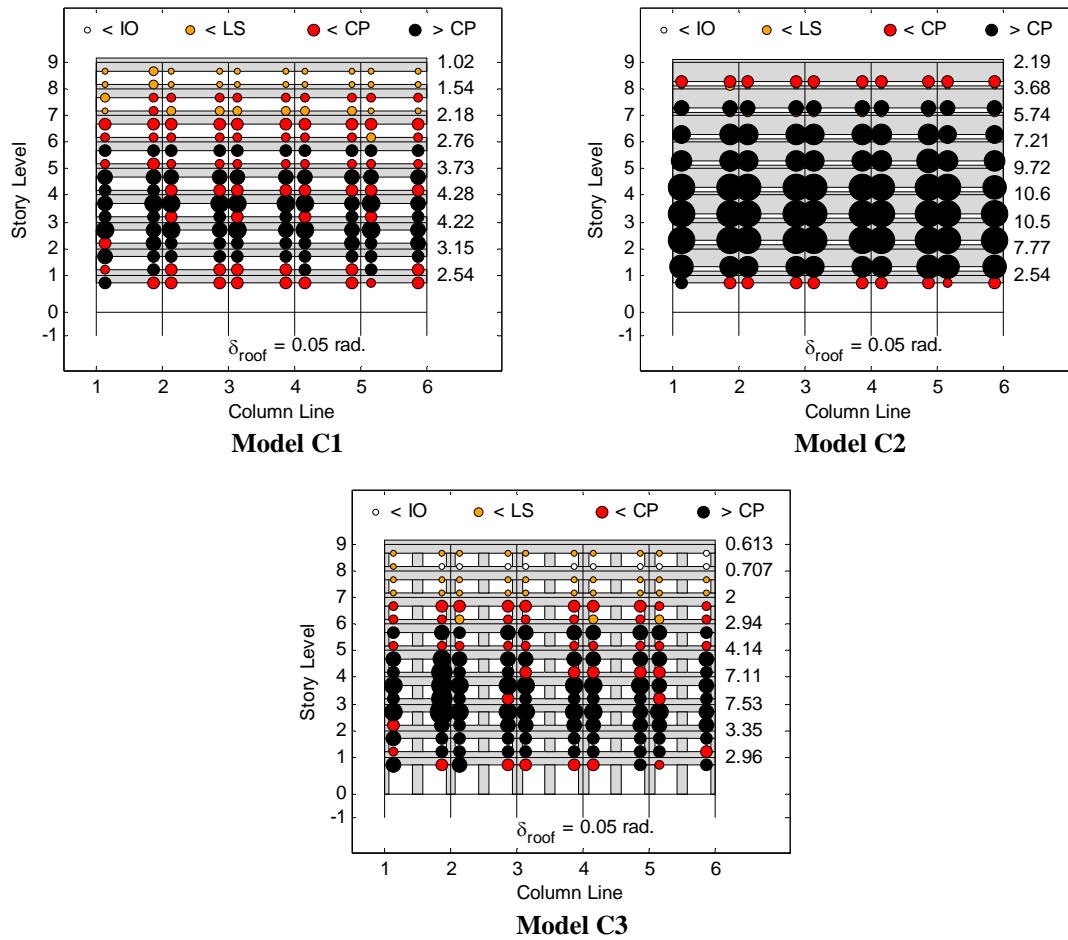 < IO < LS < CP > CP
9 1.02
8 1.54
7 2.18
6 2.76
5 3.73
4 4.28
3 4.22
2 3.15
1 2.54
0
-1
Story Level
δroof = 0.05 rad.
1 2 3 4 5 6
Column Line
Model C1
< IO < LS < CP > CP
9 2.19
8 3.68
7 5.74
6 7.21
5 9.72
4 10.6
3 10.5
2 7.77
1 2.54
0
-1
Story Level
δroof = 0.05 rad.
1 2 3 4 5 6
Column Line
Model C2
< IO < LS < CP > CP
9 0.613
8 0.707
7 2
6 2.94
5 4.14
4 7.11
3 7.53
2 3.35
1 2.96
0
-1
Story Level
δroof = 0.05 rad.
1 2 3 4 5 6
Column Line
Model C3